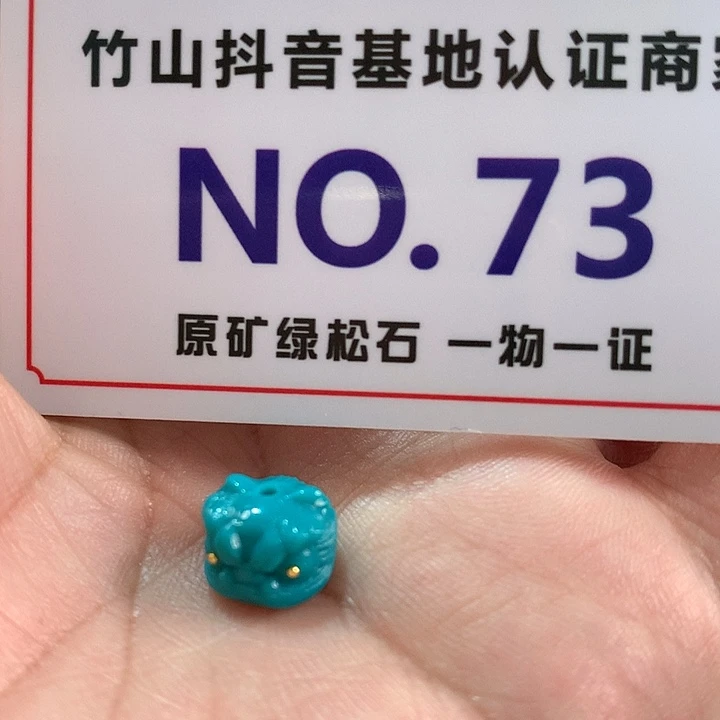 竹山抖音基地认证商家
NO.73
原矿绿松石 一物一证